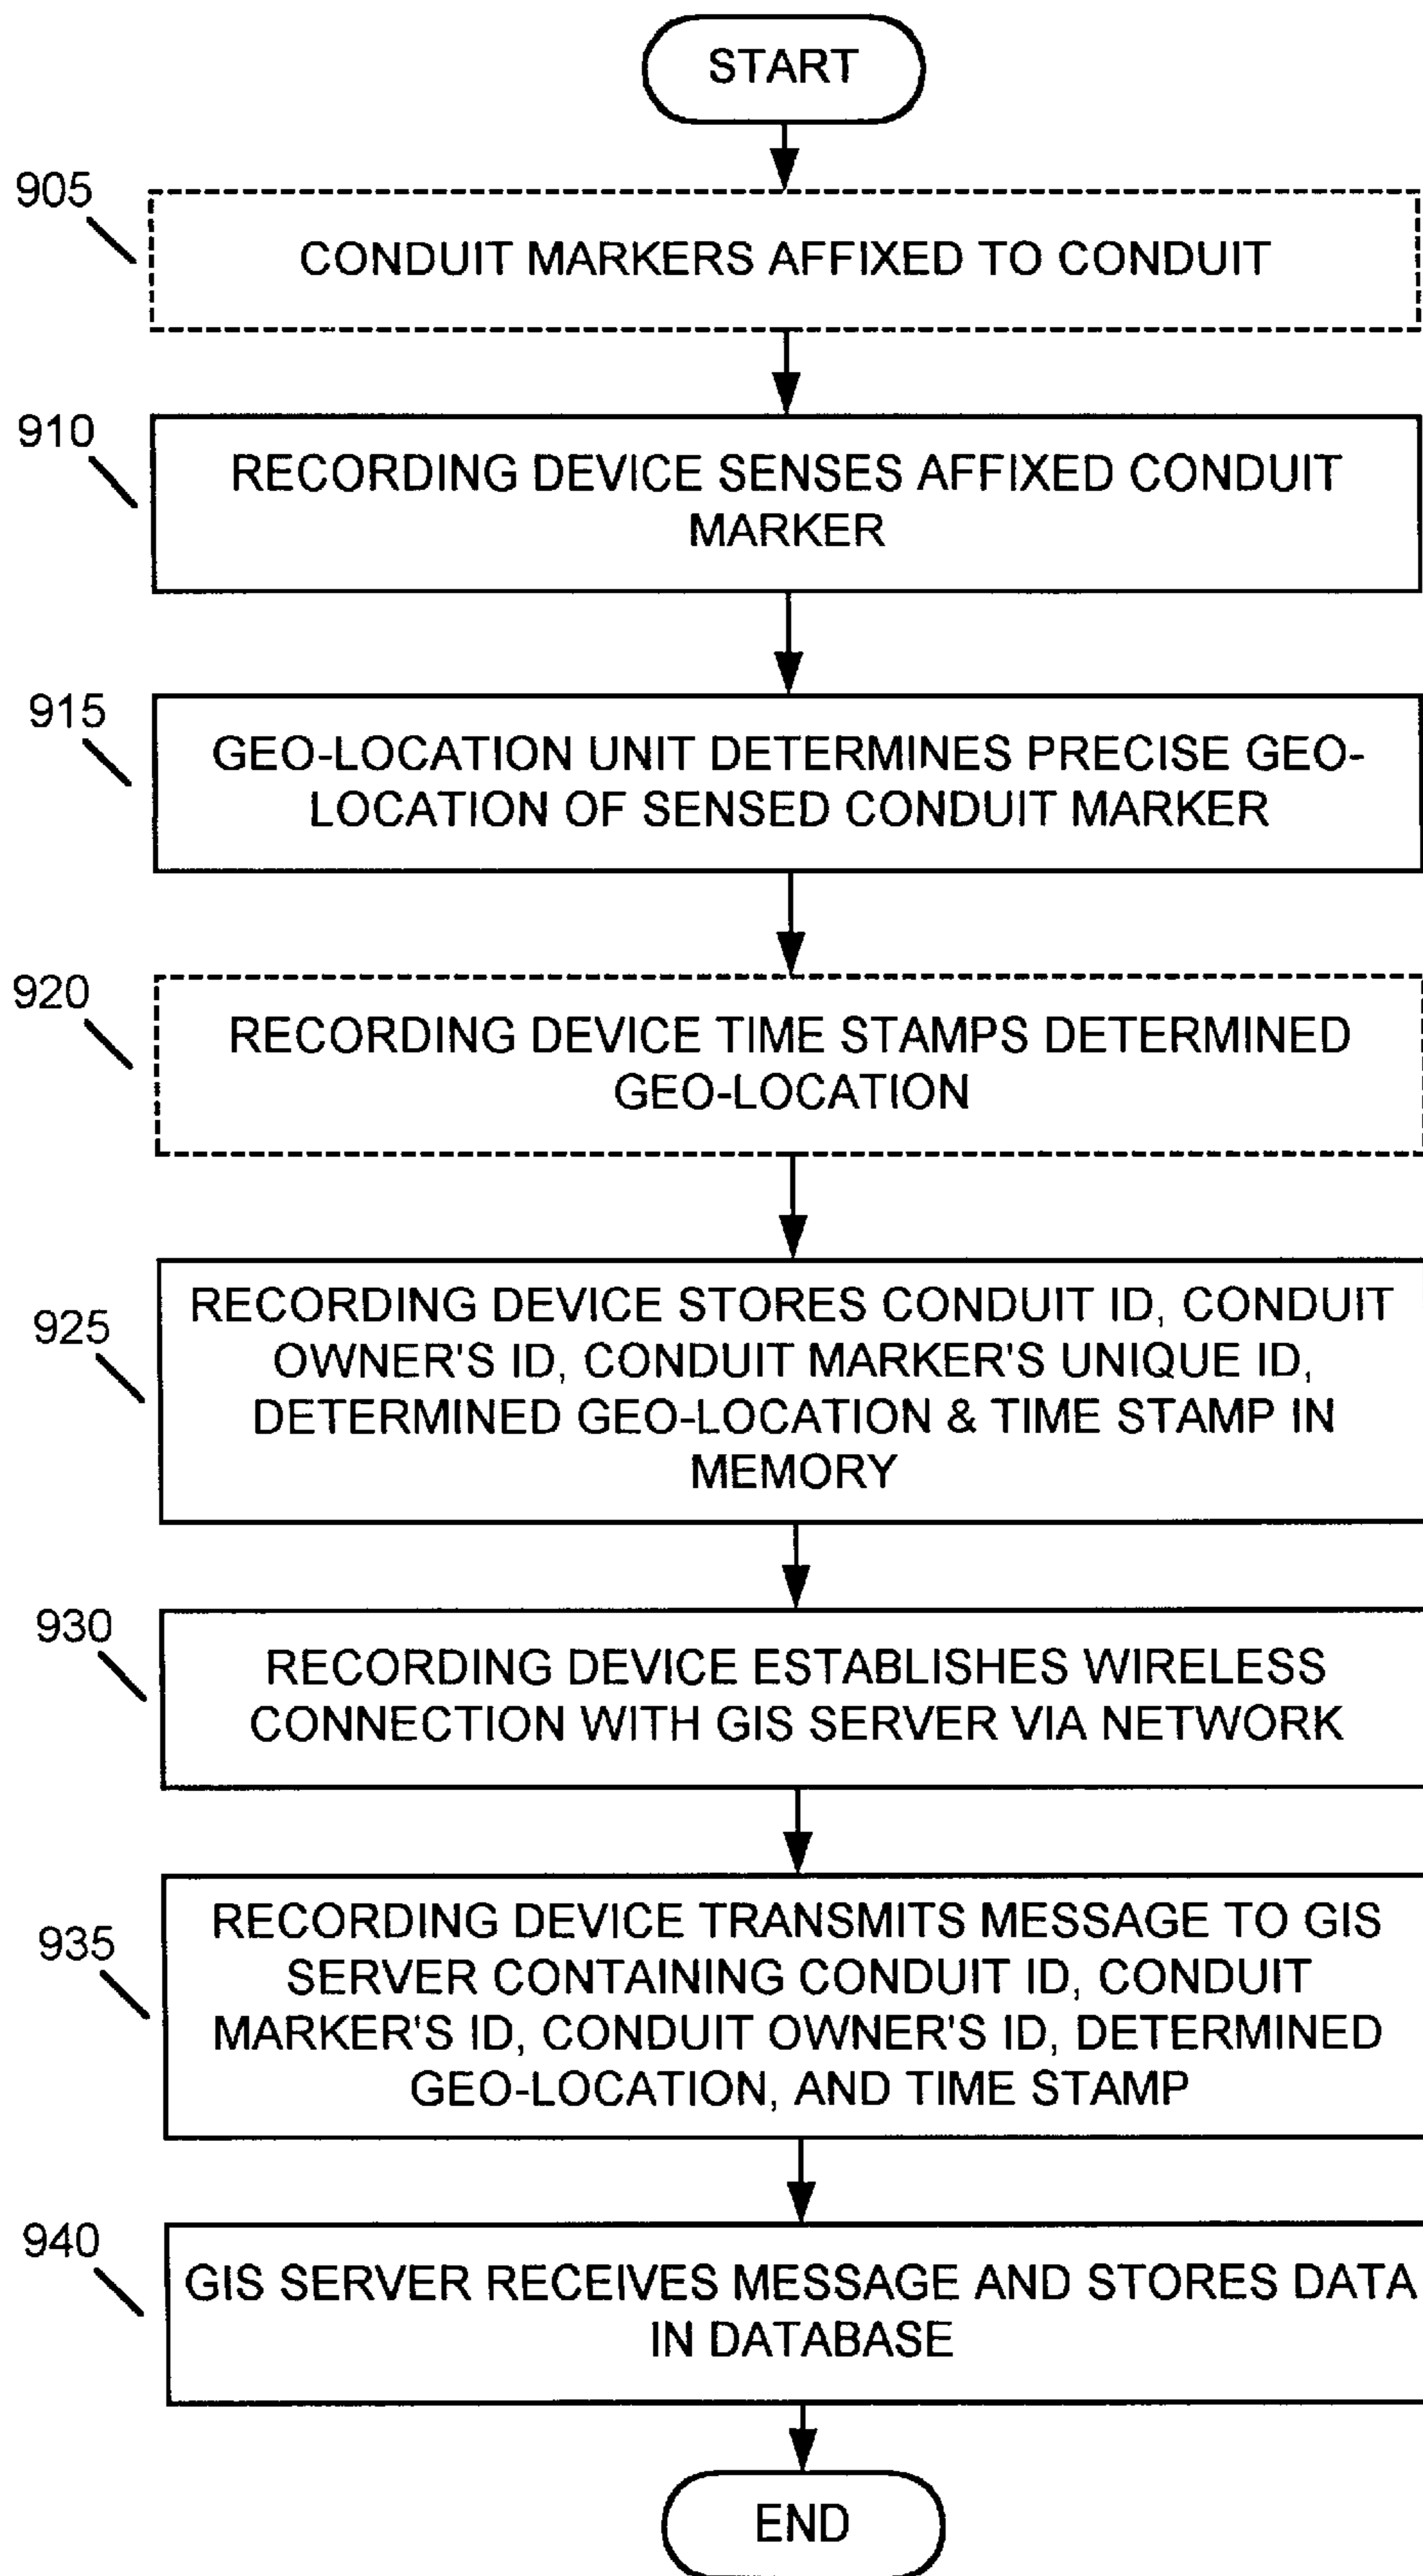 START
905
CONDUIT MARKERS AFFIXED TO CONDUIT
910
RECORDING DEVICE SENSES AFFIXED CONDUIT
MARKER
915
GEO-LOCATION UNIT DETERMINES PRECISE GEO-
LOCATION OF SENSED CONDUIT MARKER
920
RECORDING DEVICE TIME STAMPS DETERMINED
GEO-LOCATION
925
RECORDING DEVICE STORES CONDUIT ID, CONDUIT
OWNER'S ID, CONDUIT MARKER'S UNIQUE ID,
DETERMINED GEO-LOCATION & TIME STAMP IN
MEMORY
930
RECORDING DEVICE ESTABLISHES WIRELESS
CONNECTION WITH GIS SERVER VIA NETWORK
935
RECORDING DEVICE TRANSMITS MESSAGE TO GIS
SERVER CONTAINING CONDUIT ID, CONDUIT
MARKER'S ID, CONDUIT OWNER'S ID, DETERMINED
GEO-LOCATION, AND TIME STAMP
940
GIS SERVER RECEIVES MESSAGE AND STORES DATA
IN DATABASE
END